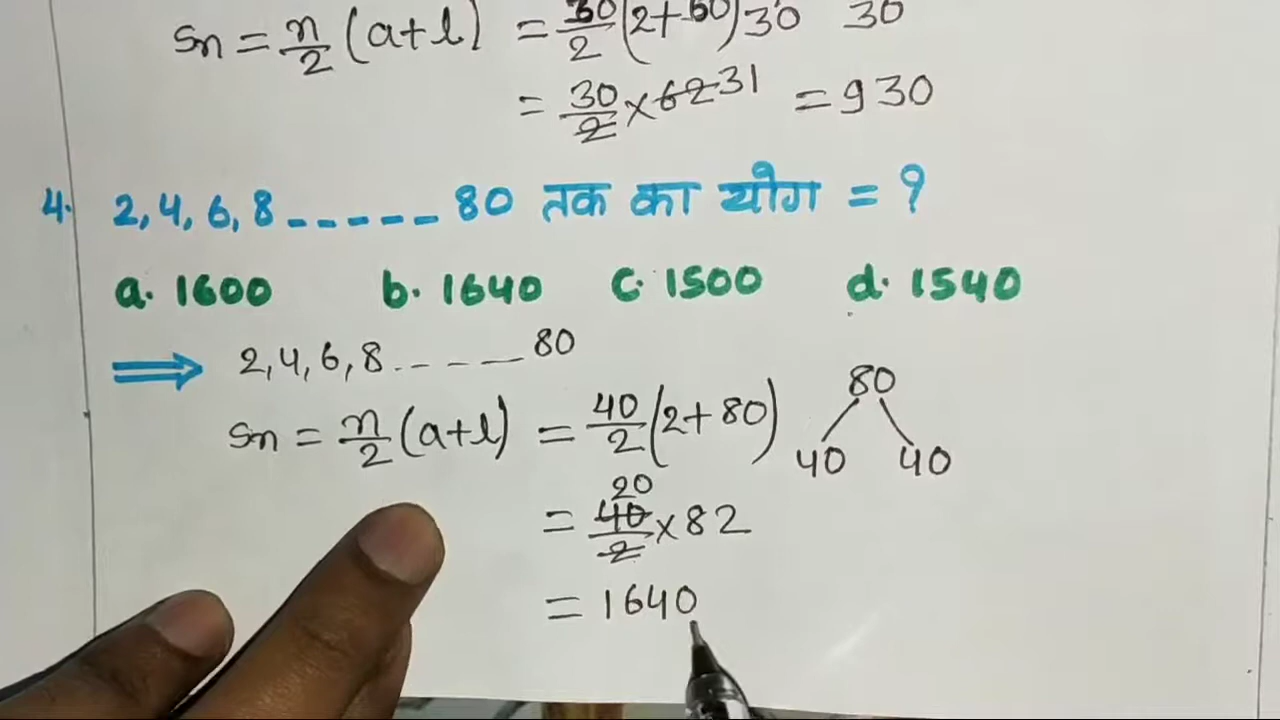 Sn = n/2 (a+l) = 60/2 (2+60) 30 30
= 30/2 × 62 31 = 930
4. 2, 4, 6, 8 _ _ _ _ _ 80 तक का योग = ?
a. 1600 b. 1640 c. 1500 d. 1540
⇒ 2, 4, 6, 8 _ _ _ _ 80
Sn = n/2 (a+l) = 40/2 (2+80)
80
40 40
20
= 40/2 × 82
= 1640